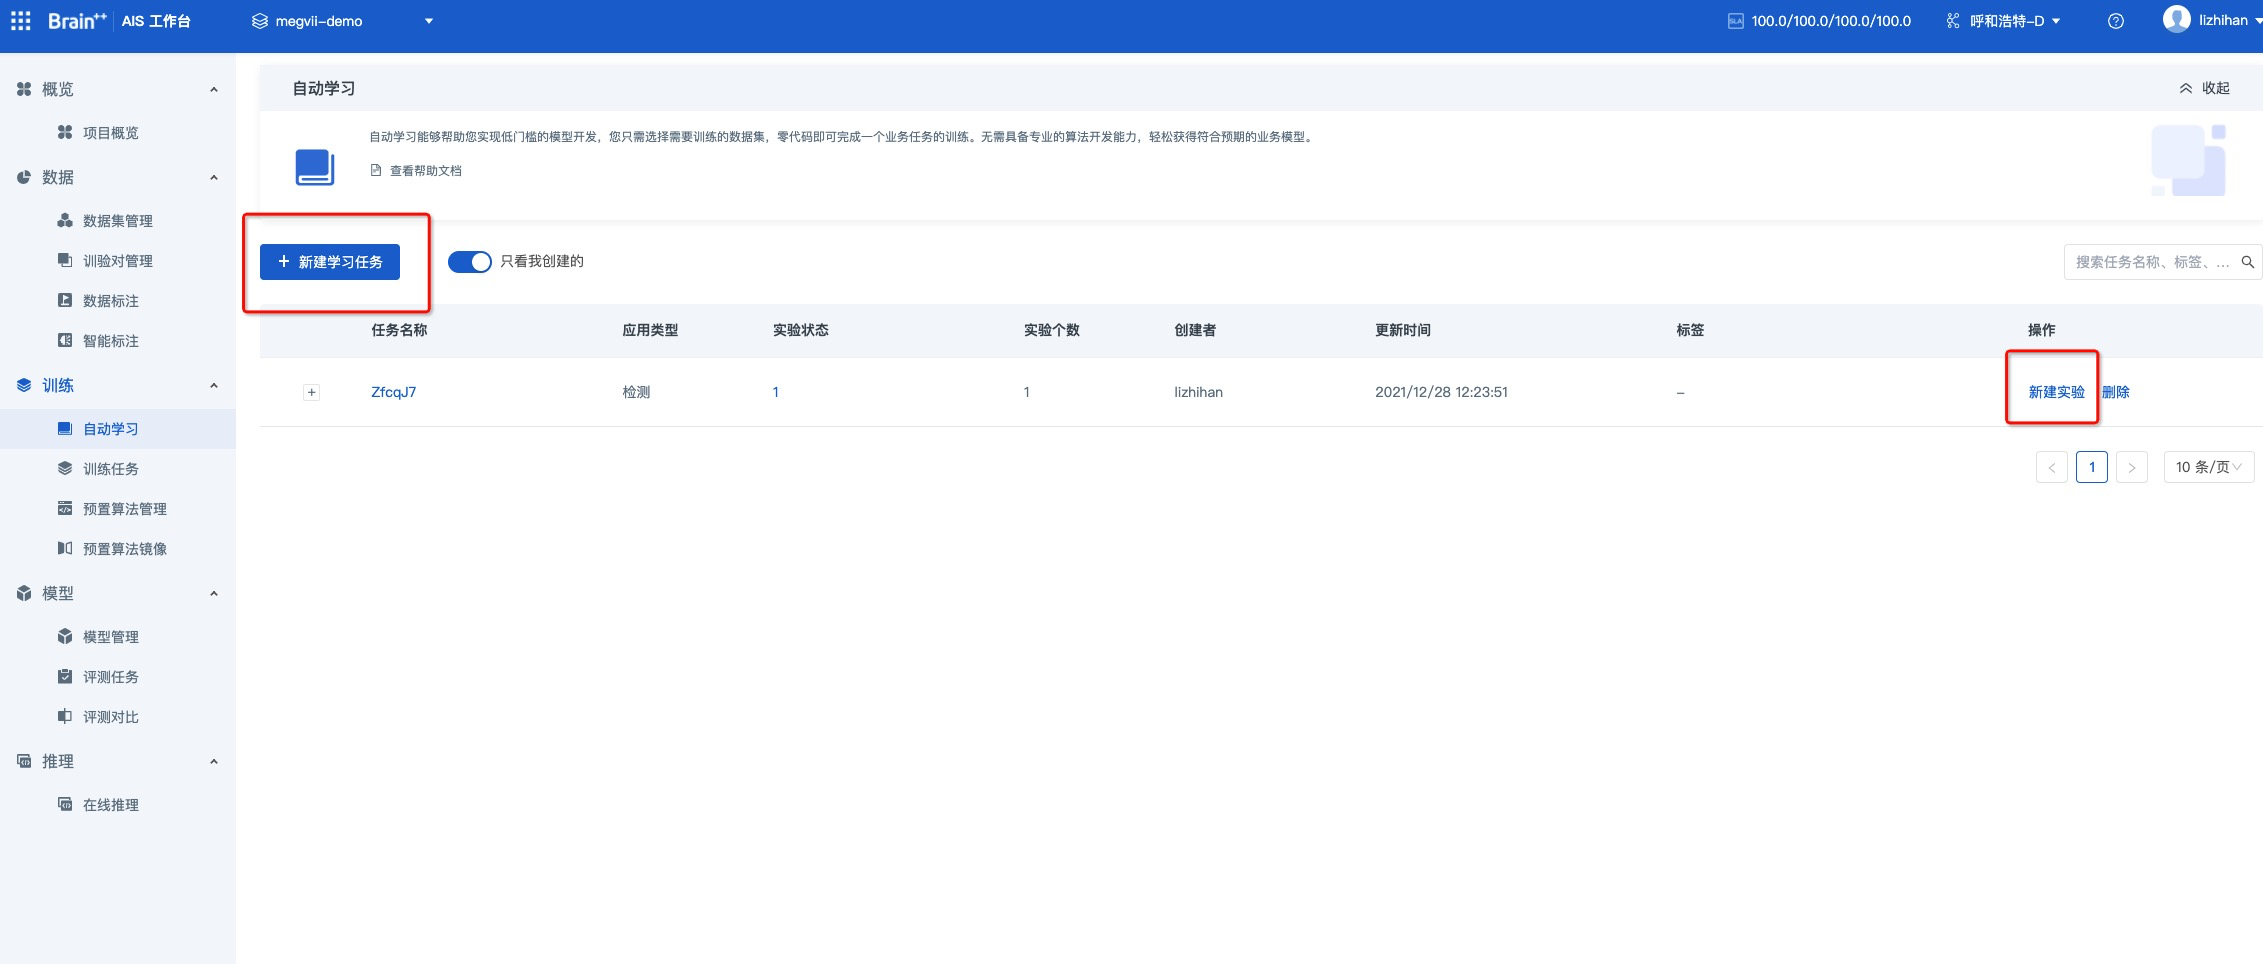 Brain++ AIS 工作台 megvii-demo 100.0/100.0/100.0/100.0 呼和浩特-D lizhihan
概览
项目概览
数据
数据集管理
训验对管理
数据标注
智能标注
训练
自动学习
训练任务
预置算法管理
预置算法镜像
模型
模型管理
评测任务
评测对比
推理
在线推理
自动学习 收起
自动学习能够帮助您实现低门槛的模型开发，您只需选择需要训练的数据集，零代码即可完成一个业务任务的训练。无需具备专业的算法开发能力，轻松获得符合预期的业务模型。
查看帮助文档
+ 新建学习任务 只看我创建的 搜索任务名称、标签、...
任务名称 应用类型 实验状态 实验个数 创建者 更新时间 标签 操作
+ ZfcqJ7 检测 1 1 lizhihan 2021/12/28 12:23:51 – 新建实验 删除
< 1 > 10 条/页